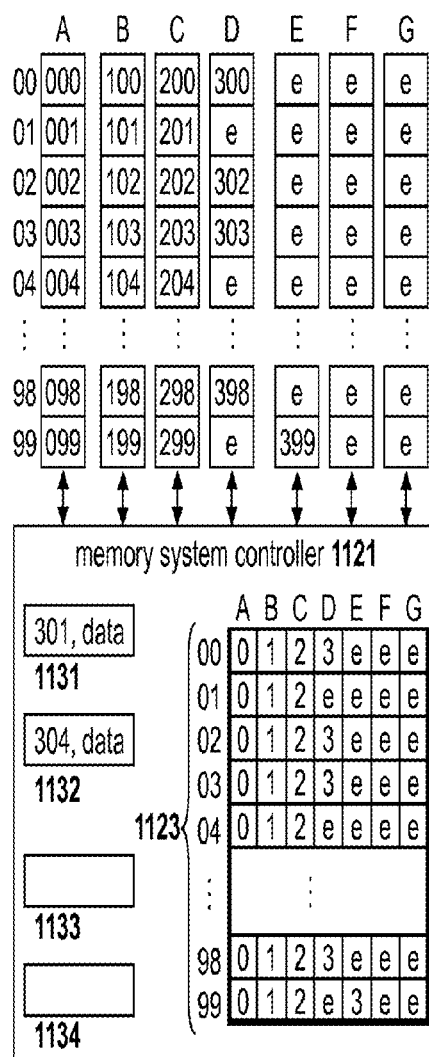 A B C D E F G
00 000 100 200 300 e e e
01 001 101 201 e e e e
02 002 102 202 302 e e e
03 003 103 203 303 e e e
04 004 104 204 e e e e
98 098 198 298 398 e e e
99 099 199 299 e 399 e e
memory system controller 1121
301, data
1131
304, data
1132
1133
1134
1123
A B C D E F G
00 0 1 2 3 e e e
01 0 1 2 e e e e
02 0 1 2 3 e e e
03 0 1 2 3 e e e
04 0 1 2 e e e e
98 0 1 2 3 e e e
99 0 1 2 e 3 e e